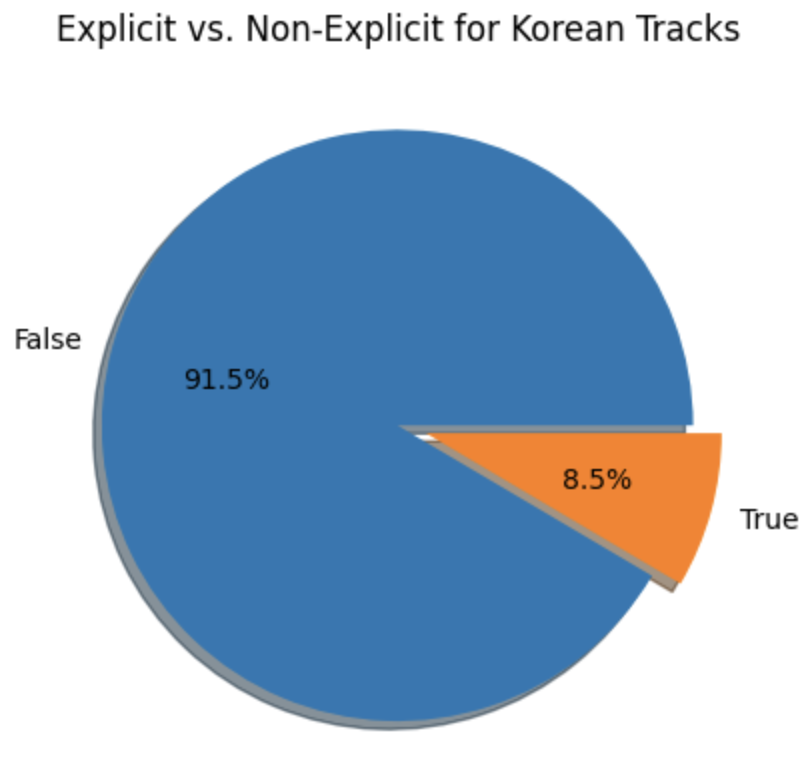 Explicit vs. Non-Explicit for Korean Tracks
False
91.5%
8.5%
True